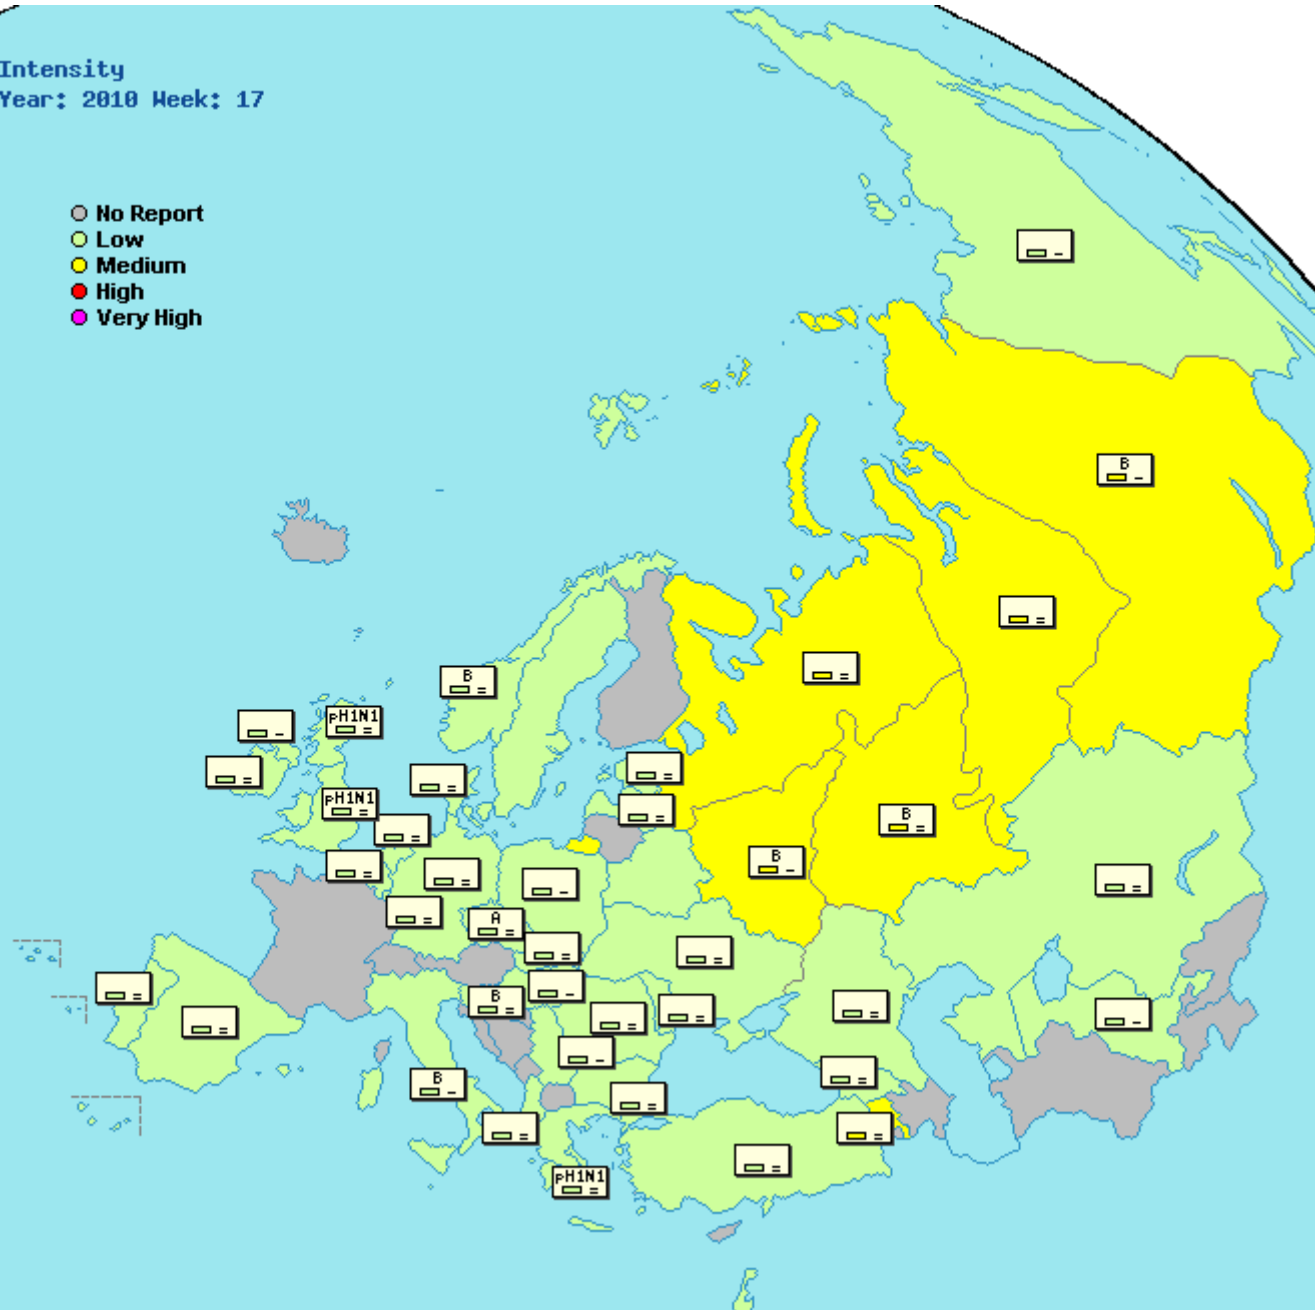 Intensity
Year: 2010 Week: 17
No Report
Low
Medium
High
Very High
-
B
-
=
=
B
=
-
pH1N1
=
=
=
=
pH1N1
=
=
B
=
=
B
-
=
=
-
=
=
A
=
=
=
=
-
B
=
=
=
=
-
=
-
=
B
-
=
=
=
=
pH1N1
=